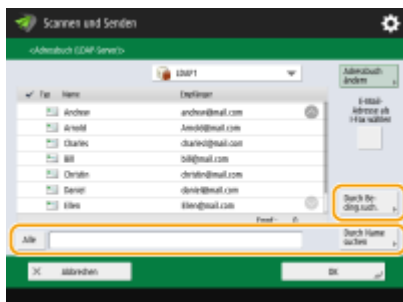 Scannen und Senden
<Adressbuch (LDAP-Server)>
LDAP1
Adressbuch
ändern
✓ Typ Name Empfänger
E-Mail-
Adresse als
I-Fax wählen
Andrew andrew@mail.com
Arnold Arnold@mail.com
Charles charles@mail.com
Bill bill@mail.com
Christin christin@mail.com
Daniel daniel@mail.com
Ellen Ellen@mail.com
Durch Be-
ding.such.
Alle
Durch Name
suchen
× Abbrechen
OK